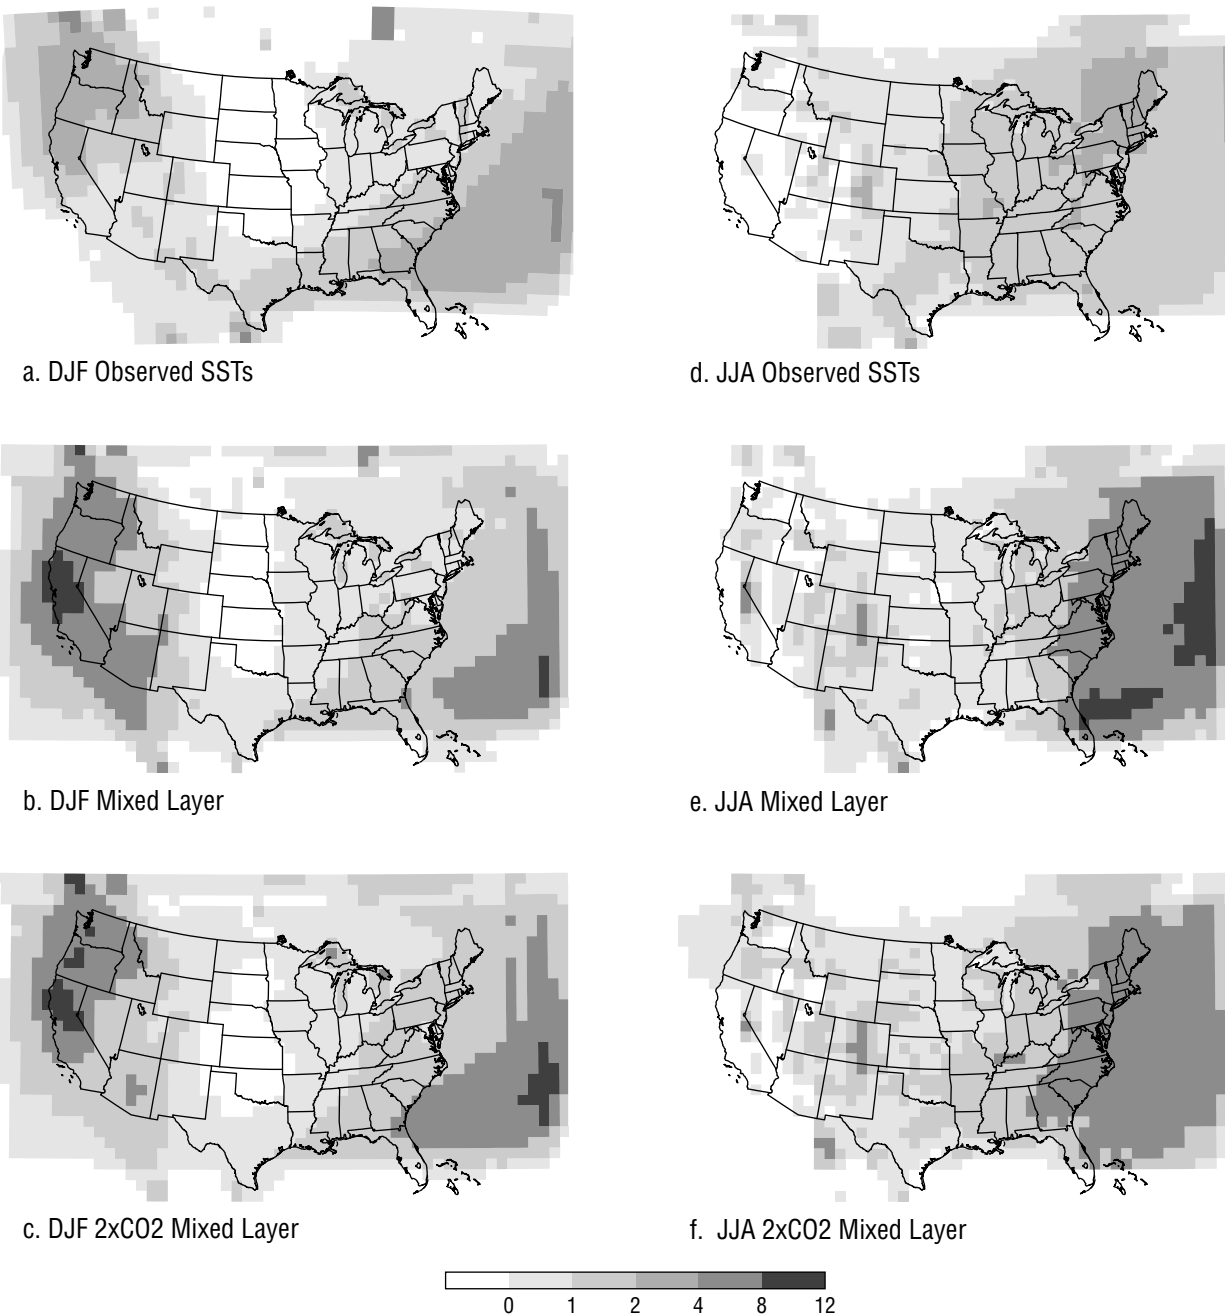 a. DJF Observed SSTs
d. JJA Observed SSTs
b. DJF Mixed Layer
e. JJA Mixed Layer
c. DJF 2xCO2 Mixed Layer
f. JJA 2xCO2 Mixed Layer
0 1 2 4 8 12